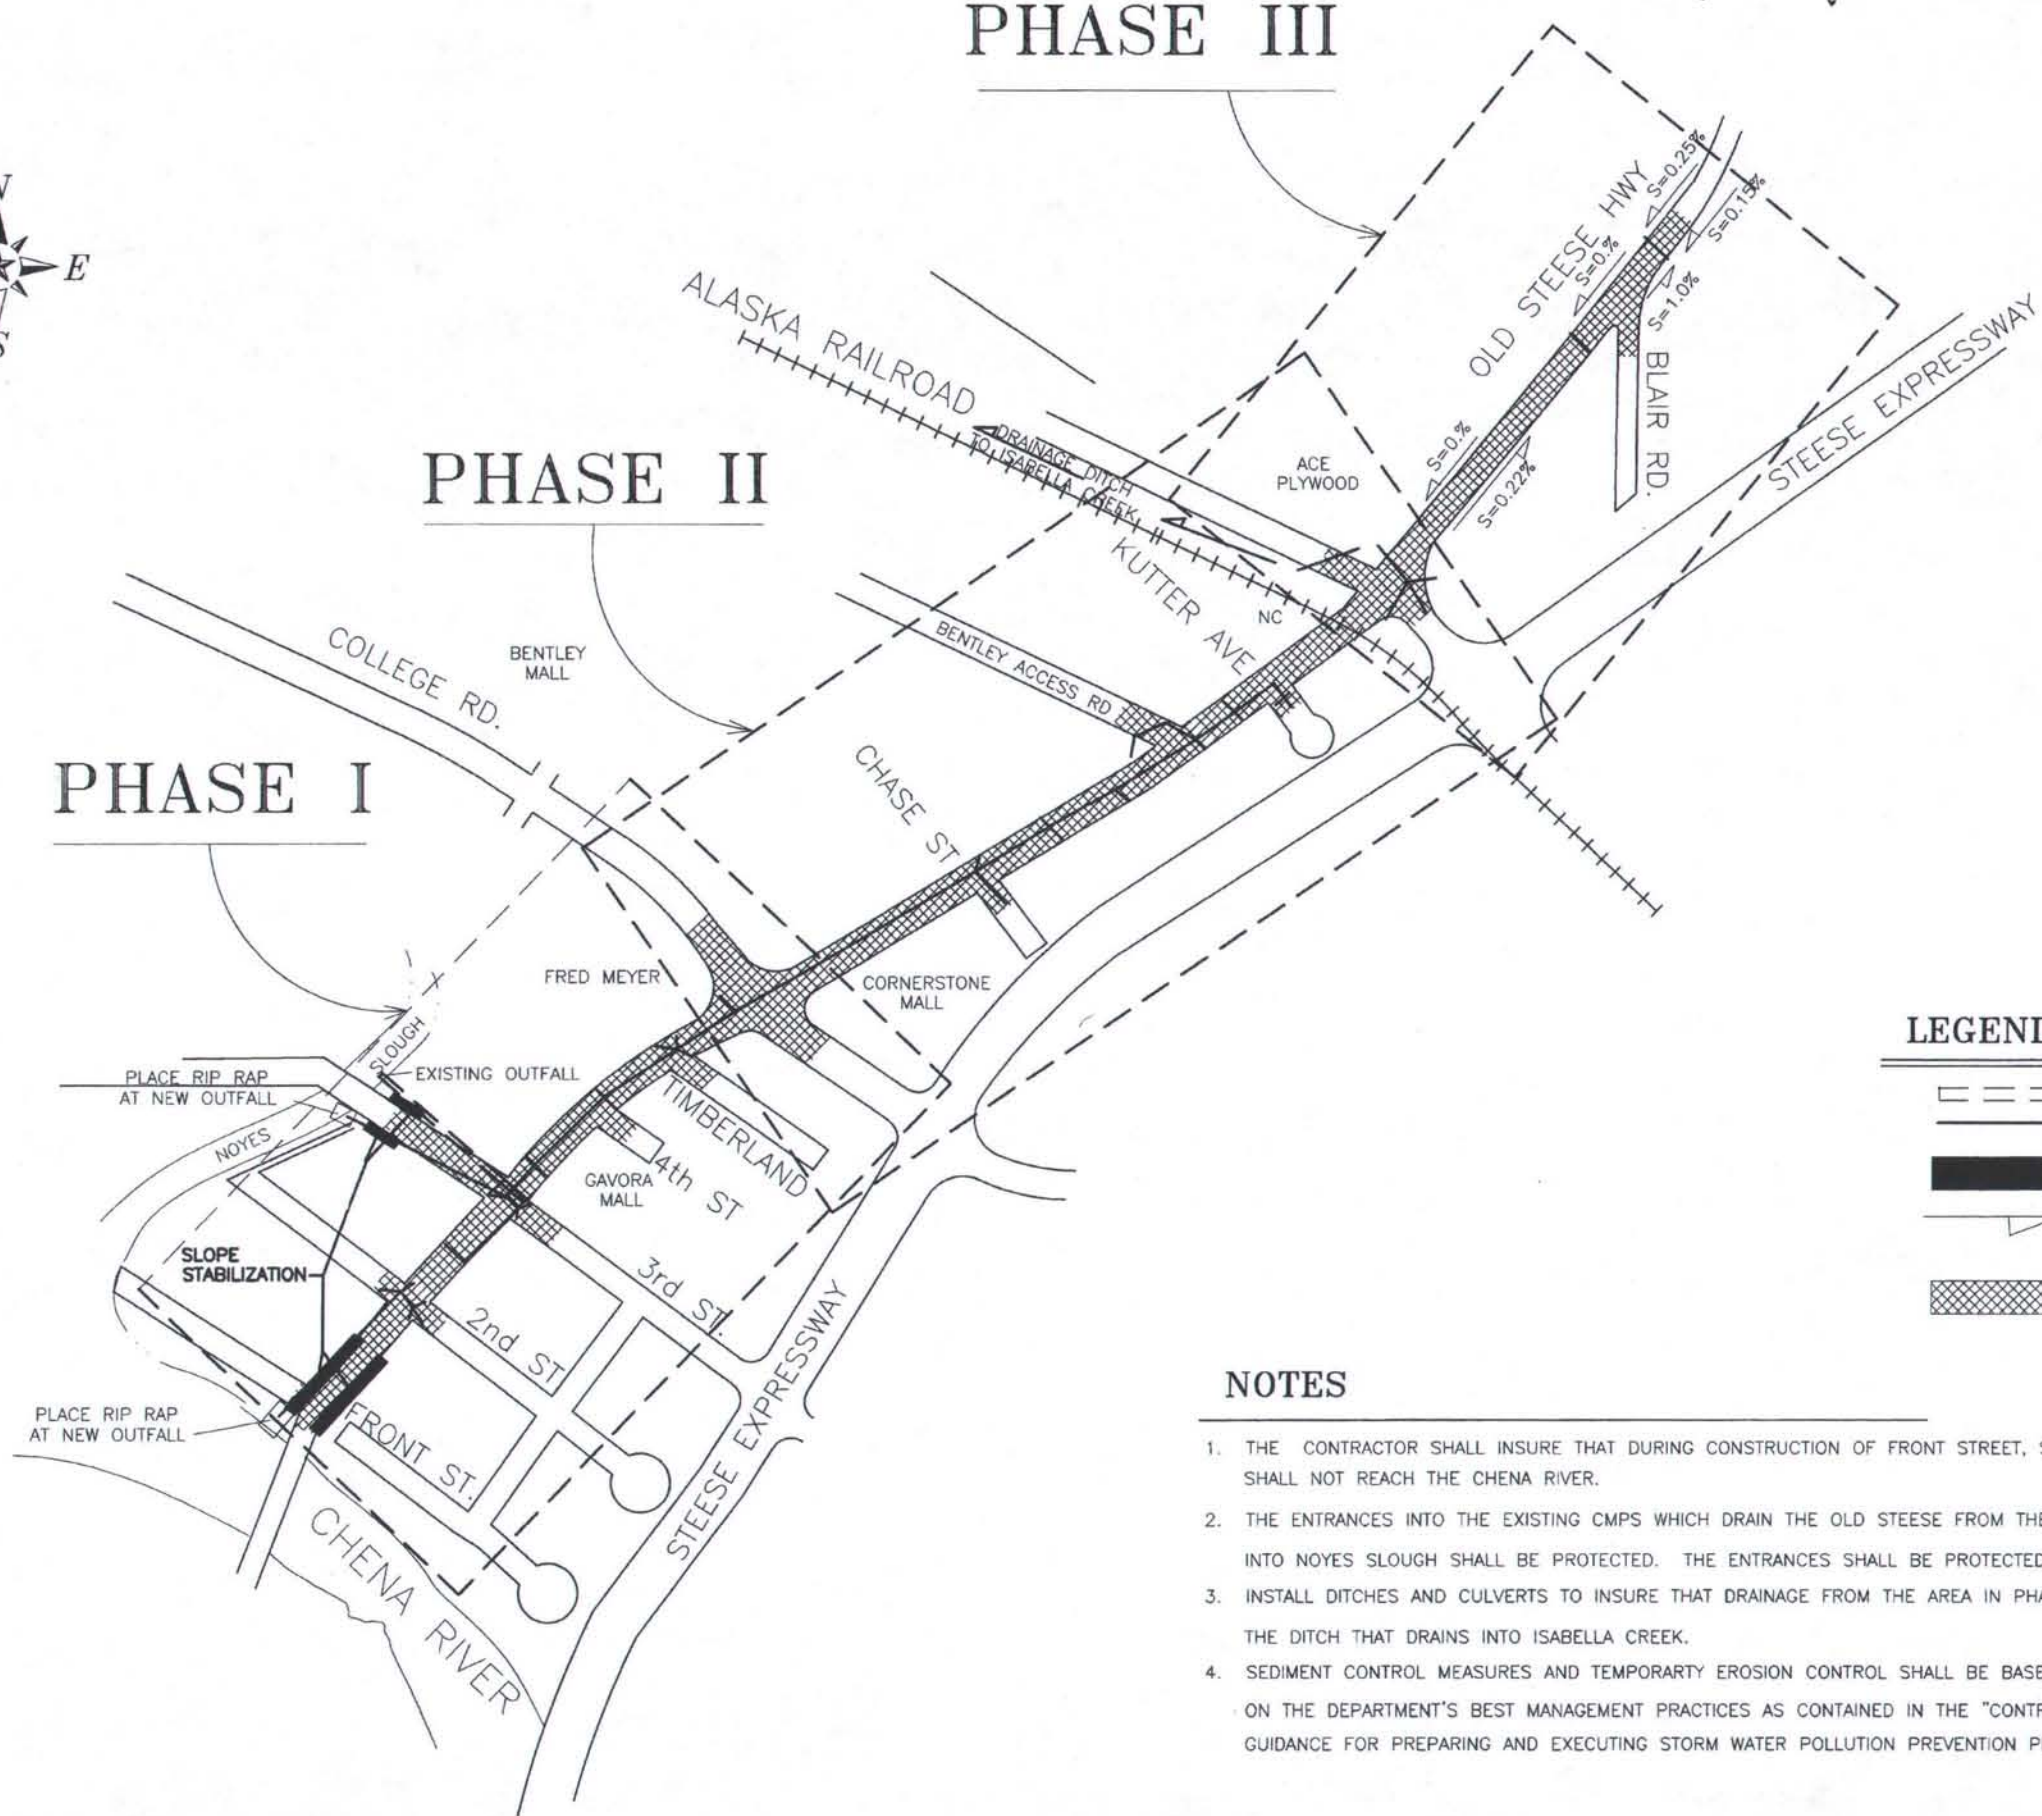 PHASE III
N
E
S
S=0.25%
S=0.15%
OLD STEESE HWY
S=0.%
S=1.0%
BLAIR RD.
STEESE EXPRESSWAY
ALASKA RAILROAD
DRAINAGE DITCH
TO ISABELLA CREEK
ACE
PLYWOOD
S=0.%
S=0.22%
PHASE II
KUTTER AVE
NC
BENTLEY ACCESS RD
COLLEGE RD.
BENTLEY
MALL
PHASE I
CHASE ST
FRED MEYER
CORNERSTONE
MALL
SLOUGH
EXISTING OUTFALL
PLACE RIP RAP
AT NEW OUTFALL
NOYES
TIMBERLAND
4th ST
GAVORA
MALL
SLOPE
STABILIZATION
3rd ST.
2nd ST
FRONT ST.
PLACE RIP RAP
AT NEW OUTFALL
STEESE EXPRESSWAY
CHENA RIVER
LEGEND
NOTES
1. THE CONTRACTOR SHALL INSURE THAT DURING CONSTRUCTION OF FRONT STREET,
SHALL NOT REACH THE CHENA RIVER.
2. THE ENTRANCES INTO THE EXISTING CMPS WHICH DRAIN THE OLD STEESE FROM THE
INTO NOYES SLOUGH SHALL BE PROTECTED. THE ENTRANCES SHALL BE PROTECTED
3. INSTALL DITCHES AND CULVERTS TO INSURE THAT DRAINAGE FROM THE AREA IN PHA
THE DITCH THAT DRAINS INTO ISABELLA CREEK.
4. SEDIMENT CONTROL MEASURES AND TEMPORARTY EROSION CONTROL SHALL BE BASE
ON THE DEPARTMENT'S BEST MANAGEMENT PRACTICES AS CONTAINED IN THE "CONTR
GUIDANCE FOR PREPARING AND EXECUTING STORM WATER POLLUTION PREVENTION P